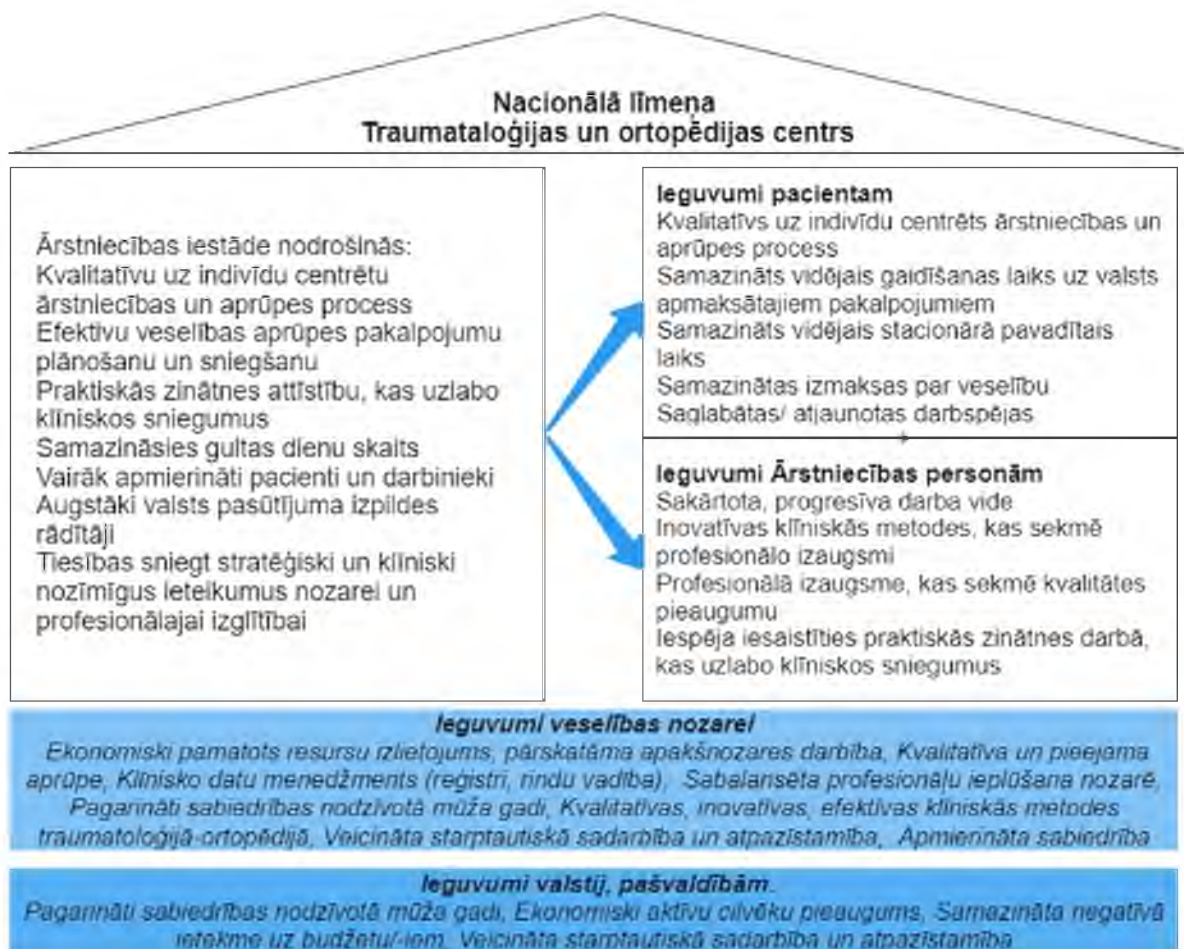 Nacionālā līmeņa
Traumataloģijas un ortopēdijas centrs
Ārstniecības iestāde nodrošinās:
Kvalitatīvu uz indivīdu centrētu
ārstniecības un aprūpes process
Efektivu veselības aprūpes pakalpojumu
plānošanu un sniegšanu
Praktiskās zinātnes attīstību, kas uzlabo
klīniskos sniegumus
Samazināsies gultas dienu skaits
Vairāk apmierināti pacienti un darbinieki
Augstāki valsts pasūtījuma izpildes
rādītāji
Tiesības sniegt stratēģiski un klīniski
nozīmīgus ieteikumus nozarei un
profesionālajai izglītībai
Ieguvumi pacientam
Kvalitatīvs uz indivīdu centrēts ārstniecības un
aprūpes process
Samazināts vidējais gaidīšanas laiks uz valsts
apmaksātajiem pakalpojumiem
Samazināts vidējais stacionārā pavadītais
laiks
Samazinātas izmaksas par veselību
Saglabātas/ atjaunotas darbspējas
Ieguvumi Ārstniecības personām
Sakārtota, progresīva darba vide
Inovatīvas klīniskās metodes, kas sekmē
profesionālo izaugsmi
Profesionālā izaugsme, kas sekmē kvalitātes
pieaugumu
Iespēja iesaistīties praktiskās zinātnes darbā,
kas uzlabo klīniskos sniegumus
Ieguvumi veselības nozarei
Ekonomiski pamatots resursu izlietojums, pārskatāma apakšnozares darbība, Kvalitatīva un pieejama
aprūpe, Klīnisko datu menedžments (reģistri, rindu vadība), Sabalansēta profesionāļu ieplūšana nozarē,
Pagarināti sabiedrības nodzīvotā mūža gadi, Kvalitatīvas, inovatīvas, efektīvas klīniskās metodes
traumatoloģijā-ortopēdijā, Veicināta starptautiskā sadarbība un atpazīstamība, Apmierināta sabiedrība
Ieguvumi valstij, pašvaldībām.
Pagarināti sabiedrības nodzīvotā mūža gadi, Ekonomiski aktīvu cilvēku pieaugums, Samazināta negatīvā
ietekme uz budžetu/-iem, Veicināta starptautiskā sadarbība un atpazīstamība